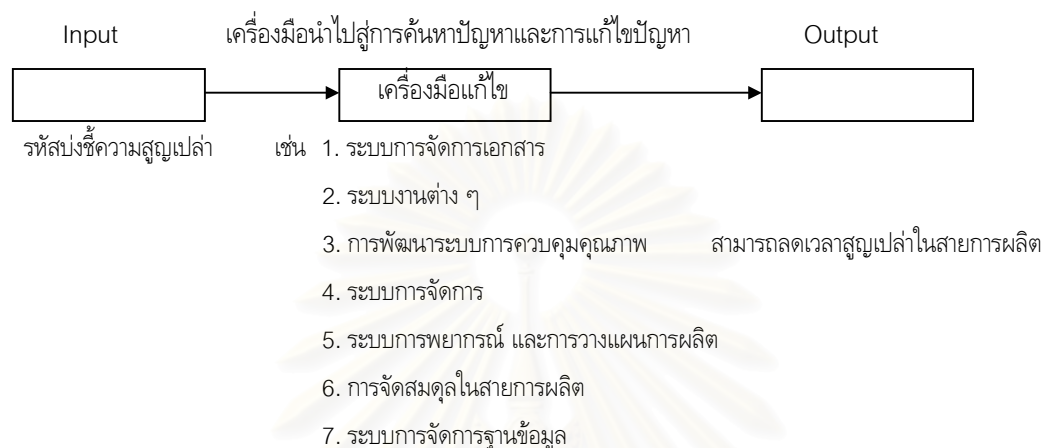 Input เครื่องมือนำไปสู่การค้นหาปัญหาและการแก้ไขปัญหา Output
เครื่องมือแก้ไข
รหัสบ่งชี้ความสูญเปล่า เช่น 1. ระบบการจัดการเอกสาร
2. ระบบงานต่าง ๆ
3. การพัฒนาระบบการควบคุมคุณภาพ สามารถลดเวลาสูญเปล่าในสายการผลิต
4. ระบบการจัดการ
5. ระบบการพยากรณ์ และการวางแผนการผลิต
6. การจัดสมดุลในสายการผลิต
7. ระบบการจัดการฐานข้อมูล